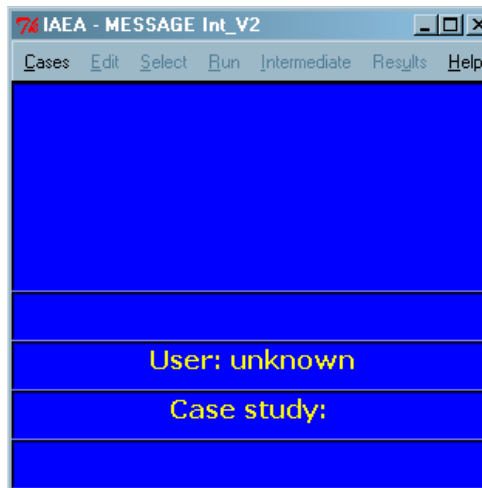 IAEA - MESSAGE Int_V2
Cases Edit Select Run Intermediate Results Help
User: unknown
Case study: